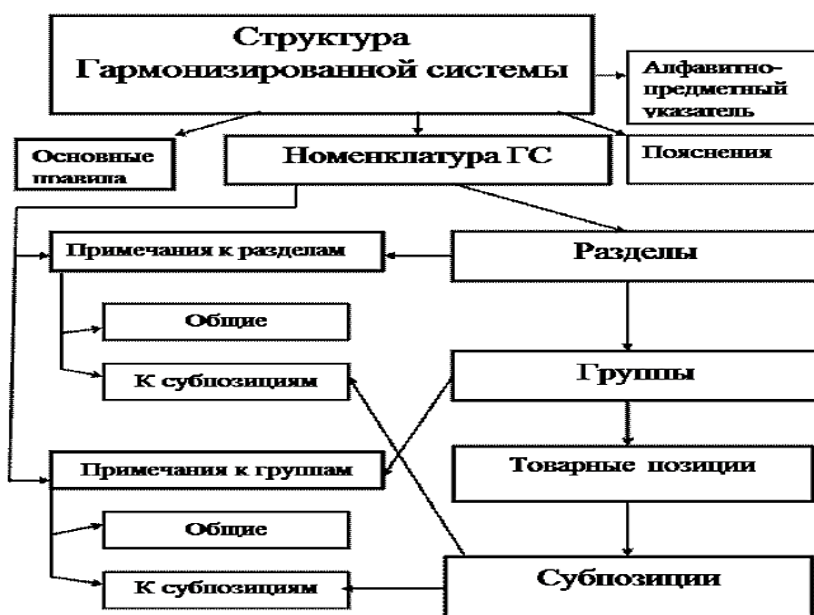 Структура
Гармонизированной системы
Алфавитно-
предметный
указатель
Основные
правила
Номенклатура ГС
Пояснения
Примечания к разделам
Разделы
Общие
К субпозициям
Группы
Примечания к группам
Товарные позиции
Общие
К субпозициям
Субпозиции